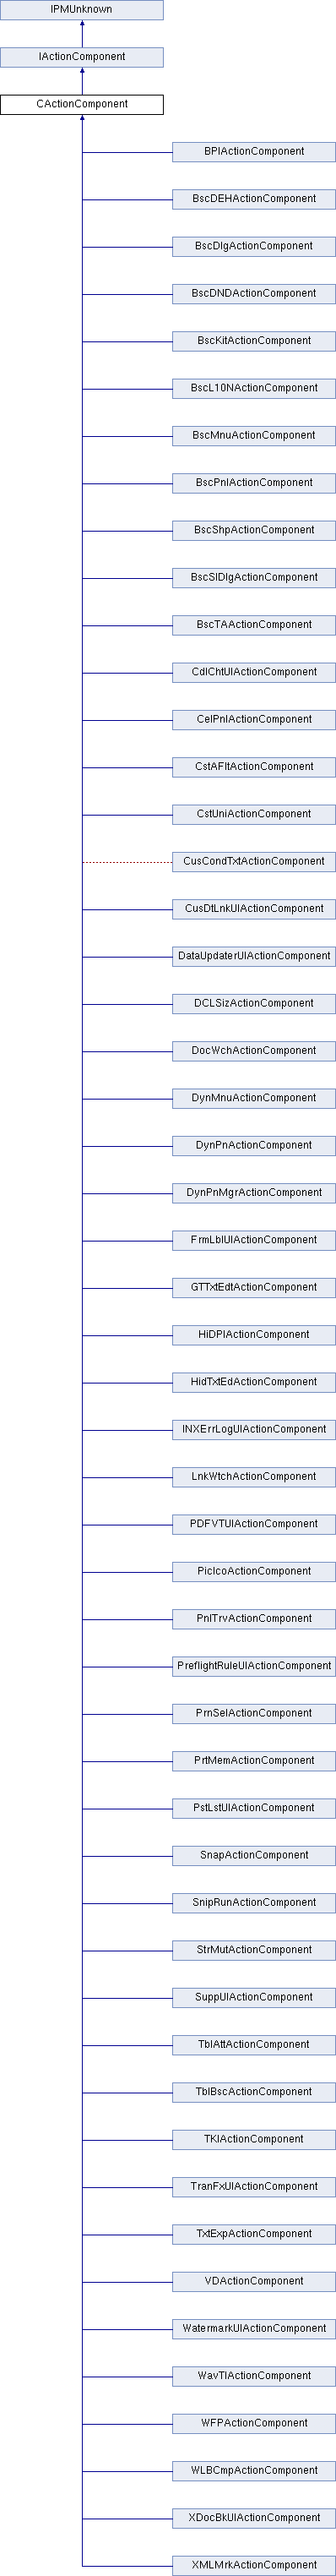 IPMUnknown
IActionComponent
CActionComponent
BPIActionComponent
BscDEHActionComponent
BscDlgActionComponent
BscDNDActionComponent
BscKitActionComponent
BscL10NActionComponent
BscMnuActionComponent
BscPnlActionComponent
BscShpActionComponent
BscSlDlgActionComponent
BscTAActionComponent
CdlChtUIActionComponent
CelPnlActionComponent
CstAFltActionComponent
CstUniActionComponent
CusCondTxtActionComponent
CusDtLnkUIActionComponent
DataUpdaterUIActionComponent
DCLSizActionComponent
DocWchActionComponent
DynMnuActionComponent
DynPnActionComponent
DynPnMgrActionComponent
FrmLblUIActionComponent
GTTxtEdtActionComponent
HiDPIActionComponent
HidTxtEdActionComponent
INXErrLogUIActionComponent
LnkWtchActionComponent
PDFVTUIActionComponent
PicIcoActionComponent
PnlTrvActionComponent
PreflightRuleUIActionComponent
PrnSelActionComponent
PrtMemActionComponent
PstLstUIActionComponent
SnapActionComponent
SnipRunActionComponent
StrMutActionComponent
SuppUIActionComponent
TblAttActionComponent
TblBscActionComponent
TKIActionComponent
TranFxUIActionComponent
TxtExpActionComponent
VDActionComponent
WatermarkUIActionComponent
WavTlActionComponent
WFPActionComponent
WLBCmpActionComponent
XDocBkUIActionComponent
XMLMrkActionComponent